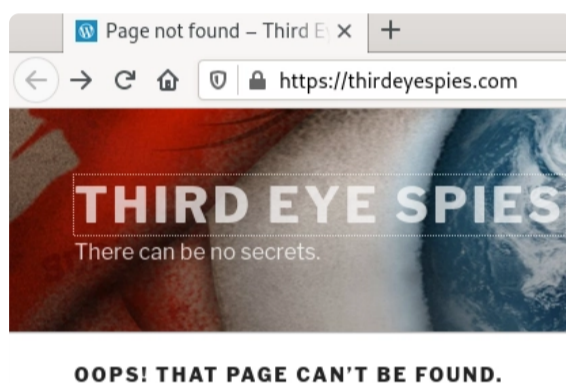 Page not found – Third E
https://thirdeyespies.com
THIRD EYE SPIES
There can be no secrets.
OOPS! THAT PAGE CAN'T BE FOUND.